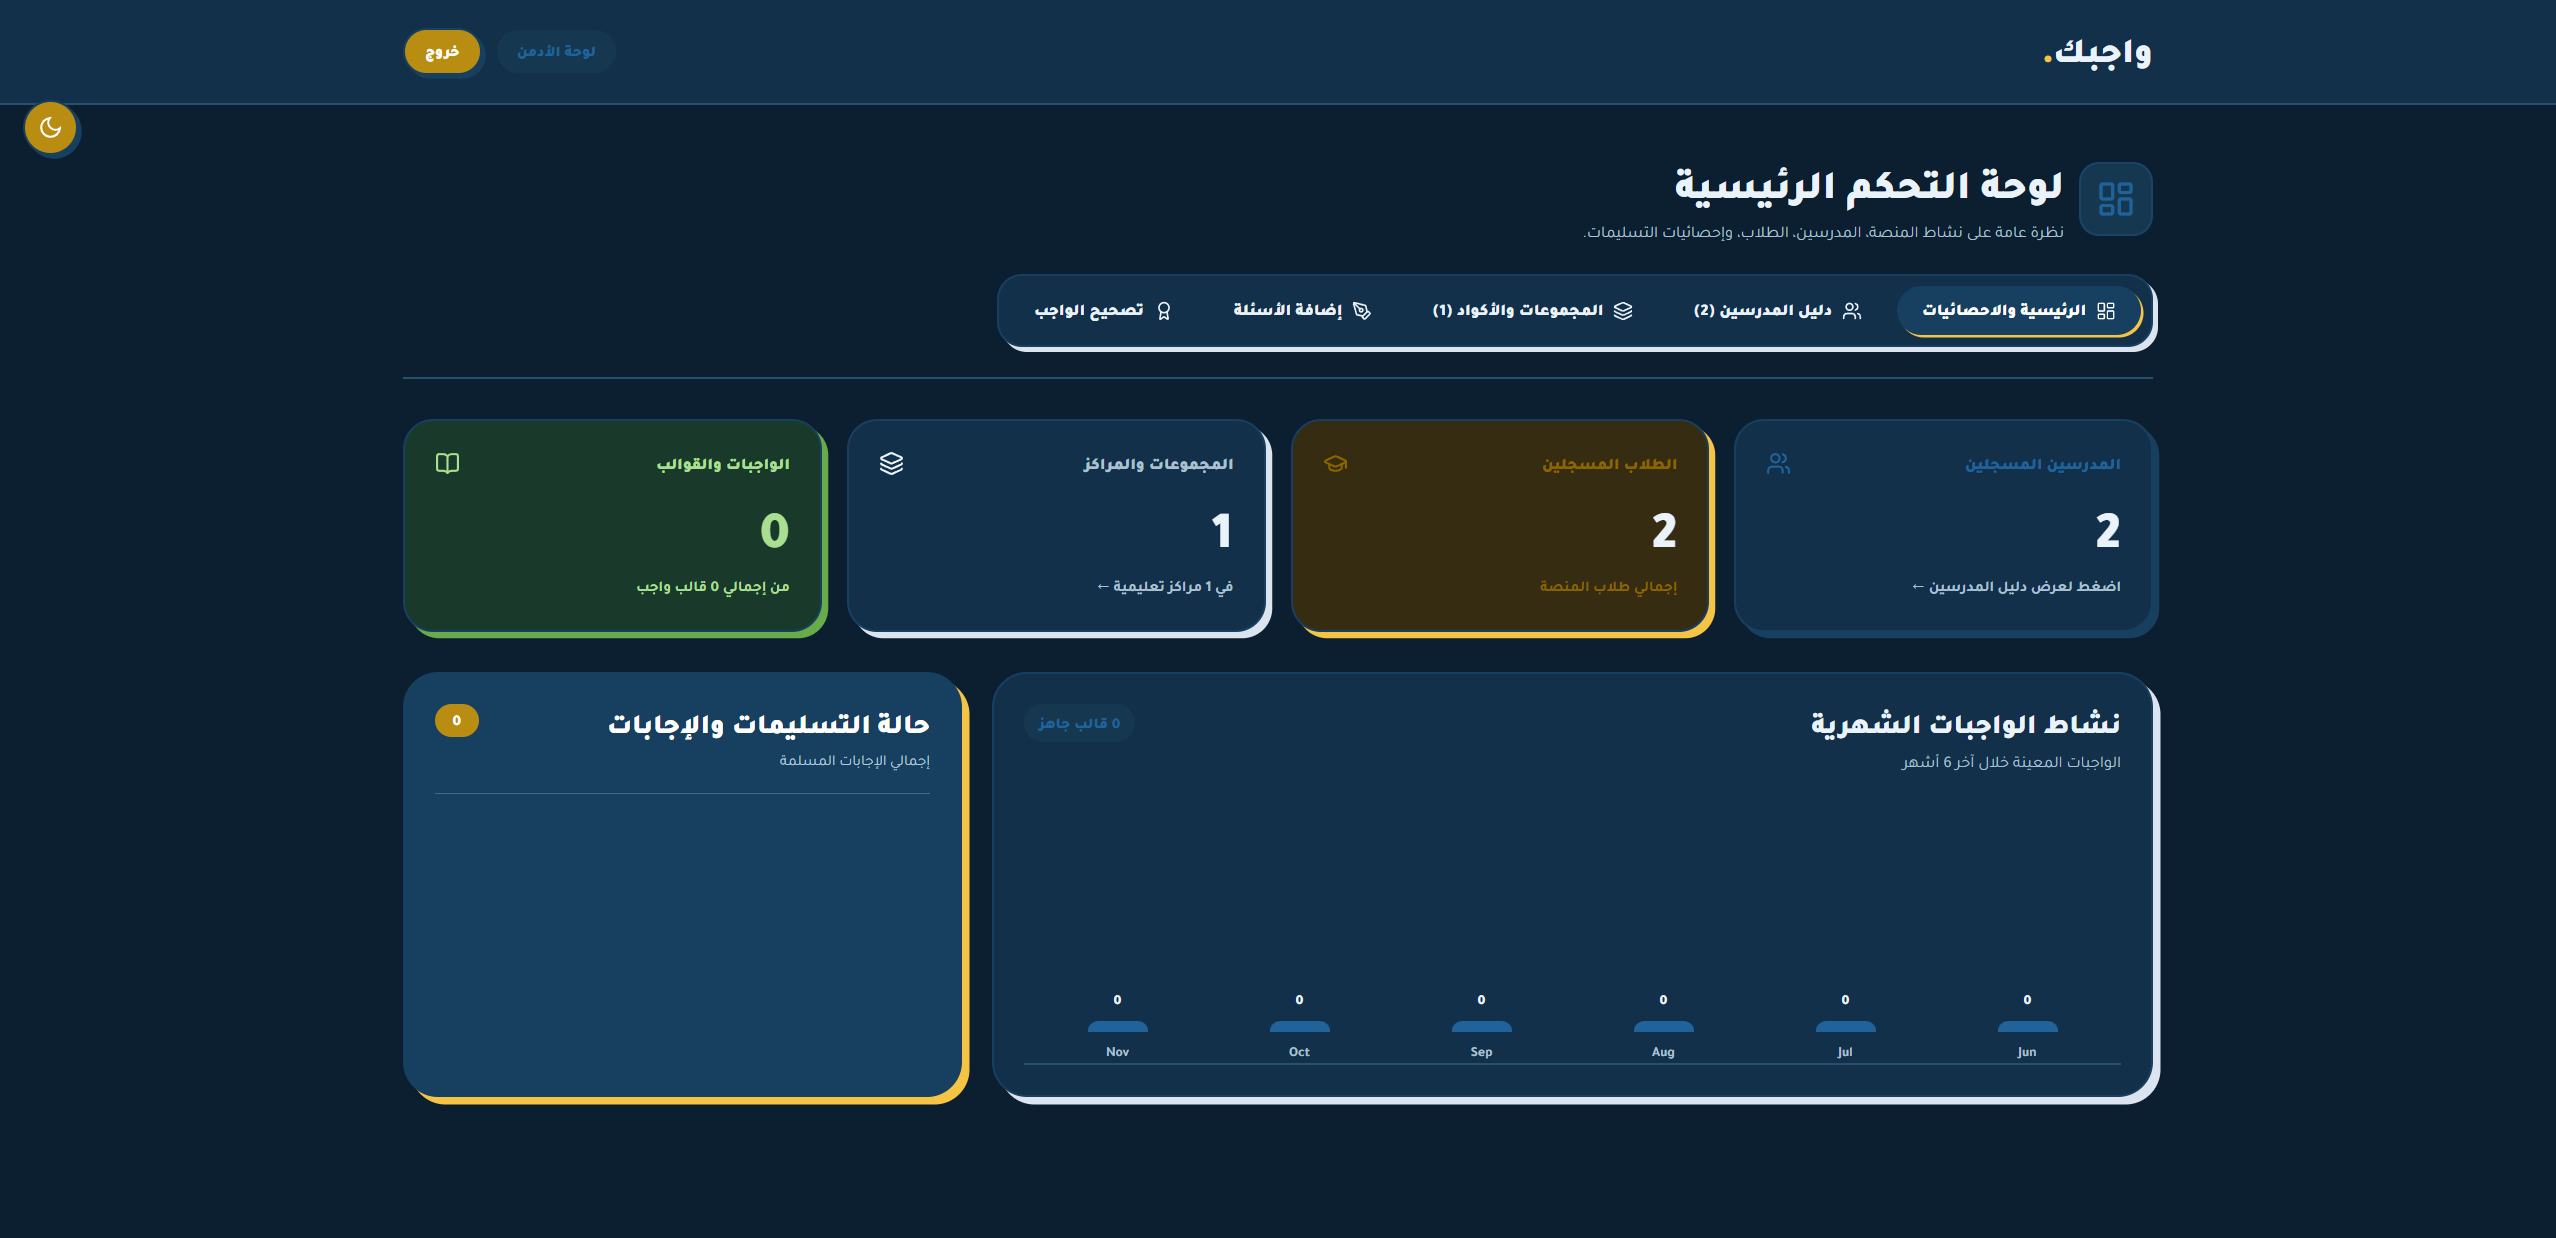 واجبك.
لوحة الأدمن
خروج
لوحة التحكم الرئيسية
نظرة عامة على نشاط المنصة، المدرسين، الطلاب، وإحصائيات التسليمات.
الرئيسية والاحصائيات
دليل المدرسين (2)
المجموعات والأكواد (1)
إضافة الأسئلة
تصحيح الواجب
المدرسين المسجلين
2
اضغط لعرض دليل المدرسين ←
الطلاب المسجلين
2
إجمالي طلاب المنصة
المجموعات والمراكز
1
في 1 مراكز تعليمية ←
الواجبات والقوالب
0
من إجمالي 0 قالب واجب
نشاط الواجبات الشهرية
0 قالب جاهز
الواجبات المعينة خلال آخر 6 أشهر
0 0 0 0 0 0
Jun Jul Aug Sep Oct Nov
حالة التسليمات والإجابات
0
إجمالي الإجابات المسلمة